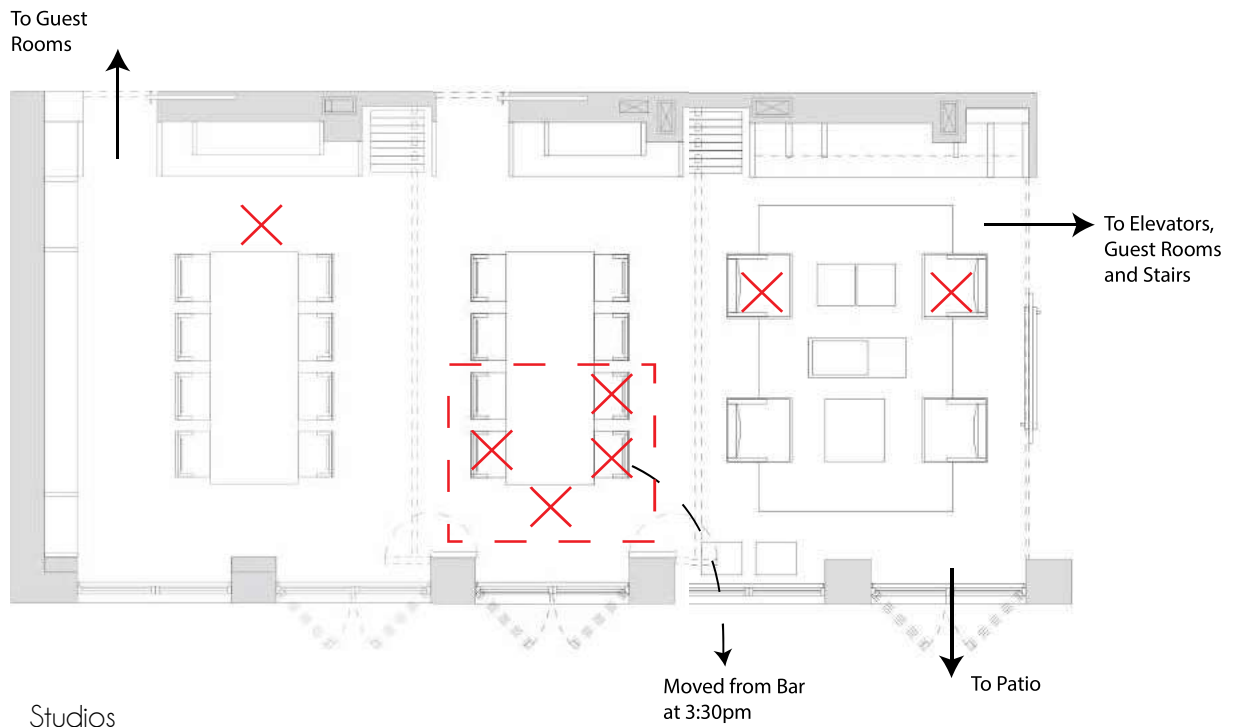 To Guest
Rooms
To Elevators,
Guest Rooms
and Stairs
Moved from Bar
at 3:30pm
To Patio
Studios